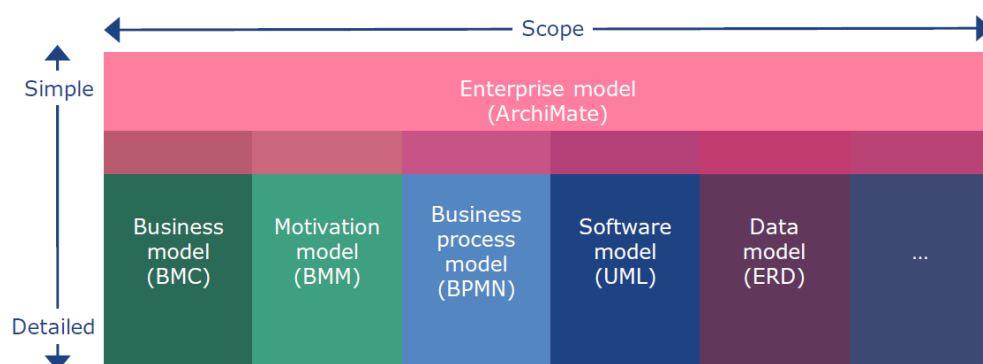 Scope
Simple
Enterprise model
(ArchiMate)
Business
model
(BMC)
Motivation
model
(BMM)
Business
process
model
(BPMN)
Software
model
(UML)
Data
model
(ERD)
...
Detailed